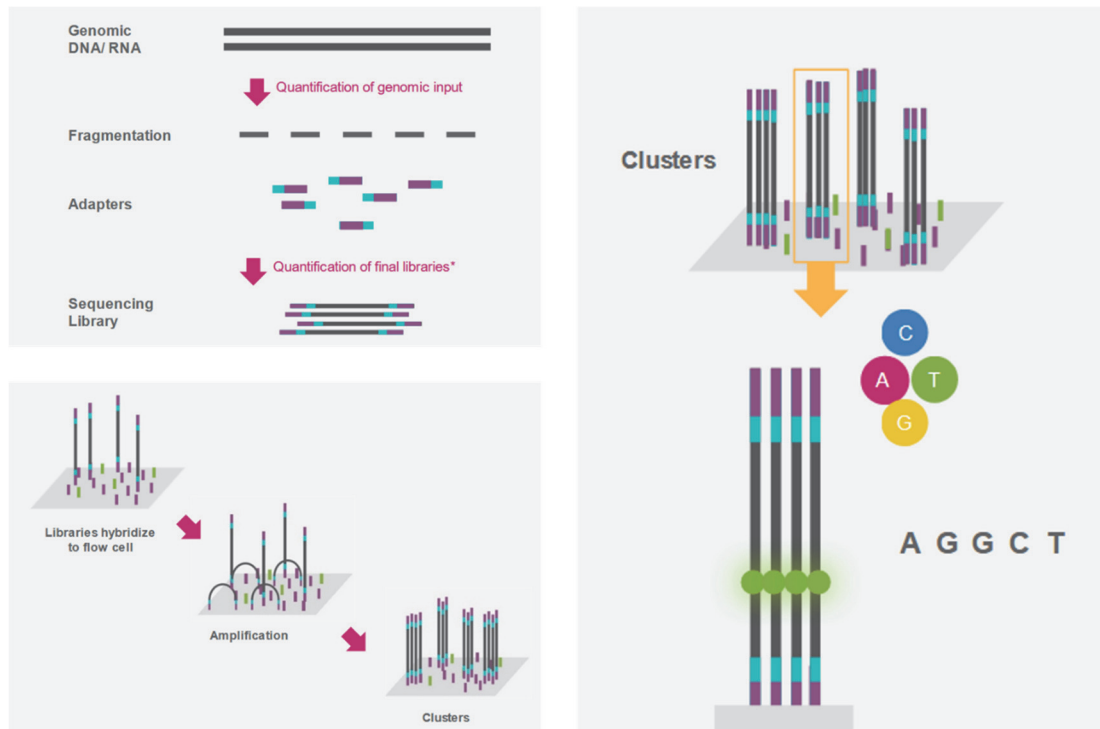 Genomic
DNA/ RNA
Quantification of genomic input
Fragmentation
Adapters
Quantification of final libraries*
Sequencing
Library
Libraries hybridize
to flow cell
Amplification
Clusters
Clusters
C
A T
G
A G G C T